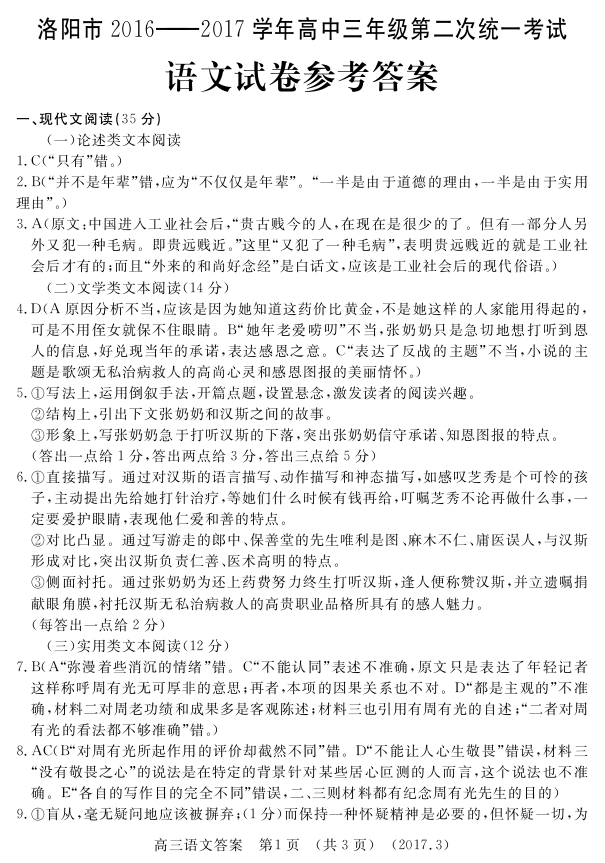 洛阳市 2016——2017 学年高中三年级第二次统一考试
语文试卷参考答案
一、现代文阅读(35 分)
(一)论述类文本阅读
1. C(“只有”错。)
2. B(“并不是年辈”错,应为“不仅仅是年辈”。“一半是由于道德的理由,一半是由于实用
理由”。)
3. A(原文:中国进入工业社会后,“贵古贱今的人,在现在是很少的了。但有一部分人另
外又犯一种毛病。即贵远贱近。”这里“又犯了一种毛病”,表明贵远贱近的就是工业社
会后才有的;而且“外来的和尚好念经”是白话文,应该是工业社会后的现代俗语。)
(二)文学类文本阅读(14 分)
4. D(A 原因分析不当,应该是因为她知道这药价比黄金,不是她这样的人家能用得起的,
可是不用侄女就保不住眼睛。B“她年老爱唠叨”不当,张奶奶只是急切地想打听到恩
人的信息,好兑现当年的承诺,表达感恩之意。C“表达了反战的主题”不当,小说的主
题是歌颂无私治病救人的高尚心灵和感恩图报的美丽情怀。)
5. ①写法上,运用倒叙手法,开篇点题,设置悬念,激发读者的阅读兴趣。
②结构上,引出下文张奶奶和汉斯之间的故事。
③形象上,写张奶奶急于打听汉斯的下落,突出张奶奶信守承诺、知恩图报的特点。
(答出一点给 1 分,答出两点给 3 分,答出三点给 5 分)
6. ①直接描写。通过对汉斯的语言描写、动作描写和神态描写,如感叹芝秀是个可怜的孩
子,主动提出先给她打针治疗,等她们什么时候有钱再给,叮嘱芝秀不论再做什么事,一
定要爱护眼睛,表现他仁爱和善的特点。
②对比凸显。通过写游走的郎中、保善堂的先生唯利是图、麻木不仁、庸医误人,与汉斯
形成对比,突出汉斯负责仁善、医术高明的特点。
③侧面衬托。通过张奶奶为还上药费努力终生打听汉斯,逢人便称赞汉斯,并立遗嘱捐
献眼角膜,衬托汉斯无私治病救人的高贵职业品格所具有的感人魅力。
(每答出一点给 2 分)
(三)实用类文本阅读(12 分)
7. B(A“弥漫着些消沉的情绪”错。C“不能认同”表述不准确,原文只是表达了年轻记者
这样称呼周有光无可厚非的意思;再者,本项的因果关系也不对。D“都是主观的”不准
确,材料二对周老功绩和成果多是客观陈述;材料三也引用有周有光的自述;“二者对周
有光的看法都不够准确”错。)
8. AC(B“对周有光所起作用的评价却截然不同”错。D“不能让人心生敬畏”错误,材料三
“没有敬畏之心”的说法是在特定的背景针对某些居心叵测的人而言,这个说法也不准
确。E“各自的写作目的完全不同”错误,二、三则材料都有纪念周有光先生的目的)
9. ①盲从,毫无疑问地应该被摒弃;(1 分)而保持一种怀疑精神是必要的,但怀疑一切,为
高三语文答案 第1页 (共 3 页) (2017.3)